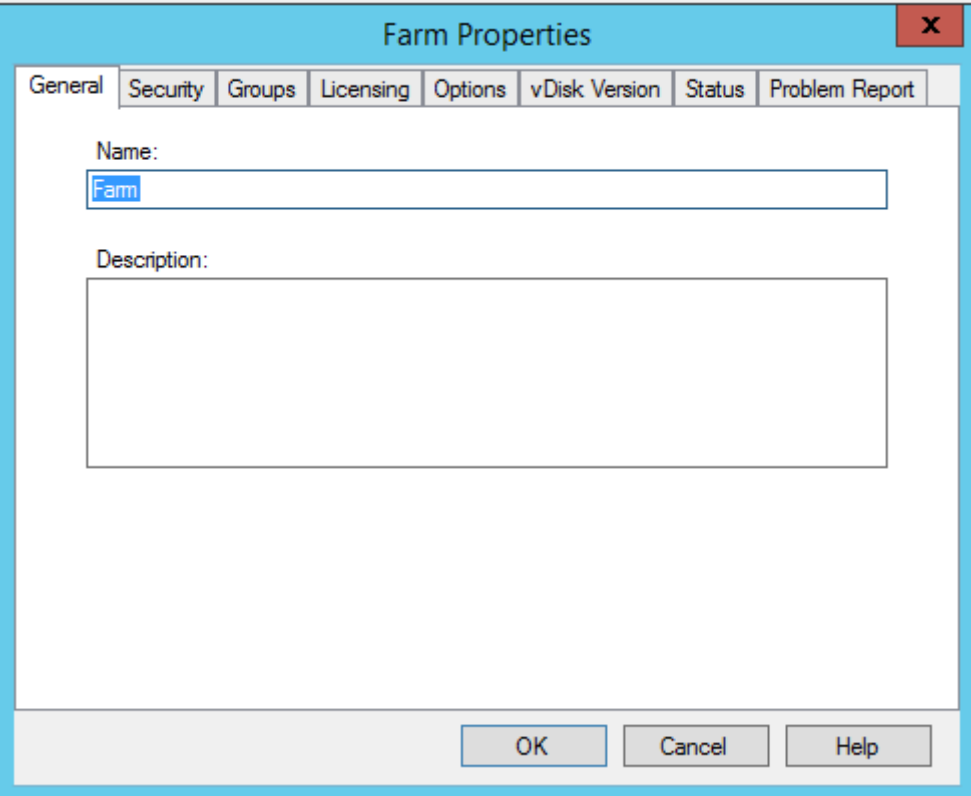 Farm Properties
x
General Security Groups Licensing Options vDisk Version Status Problem Report
Name:
Farm
Description:
OK Cancel Help